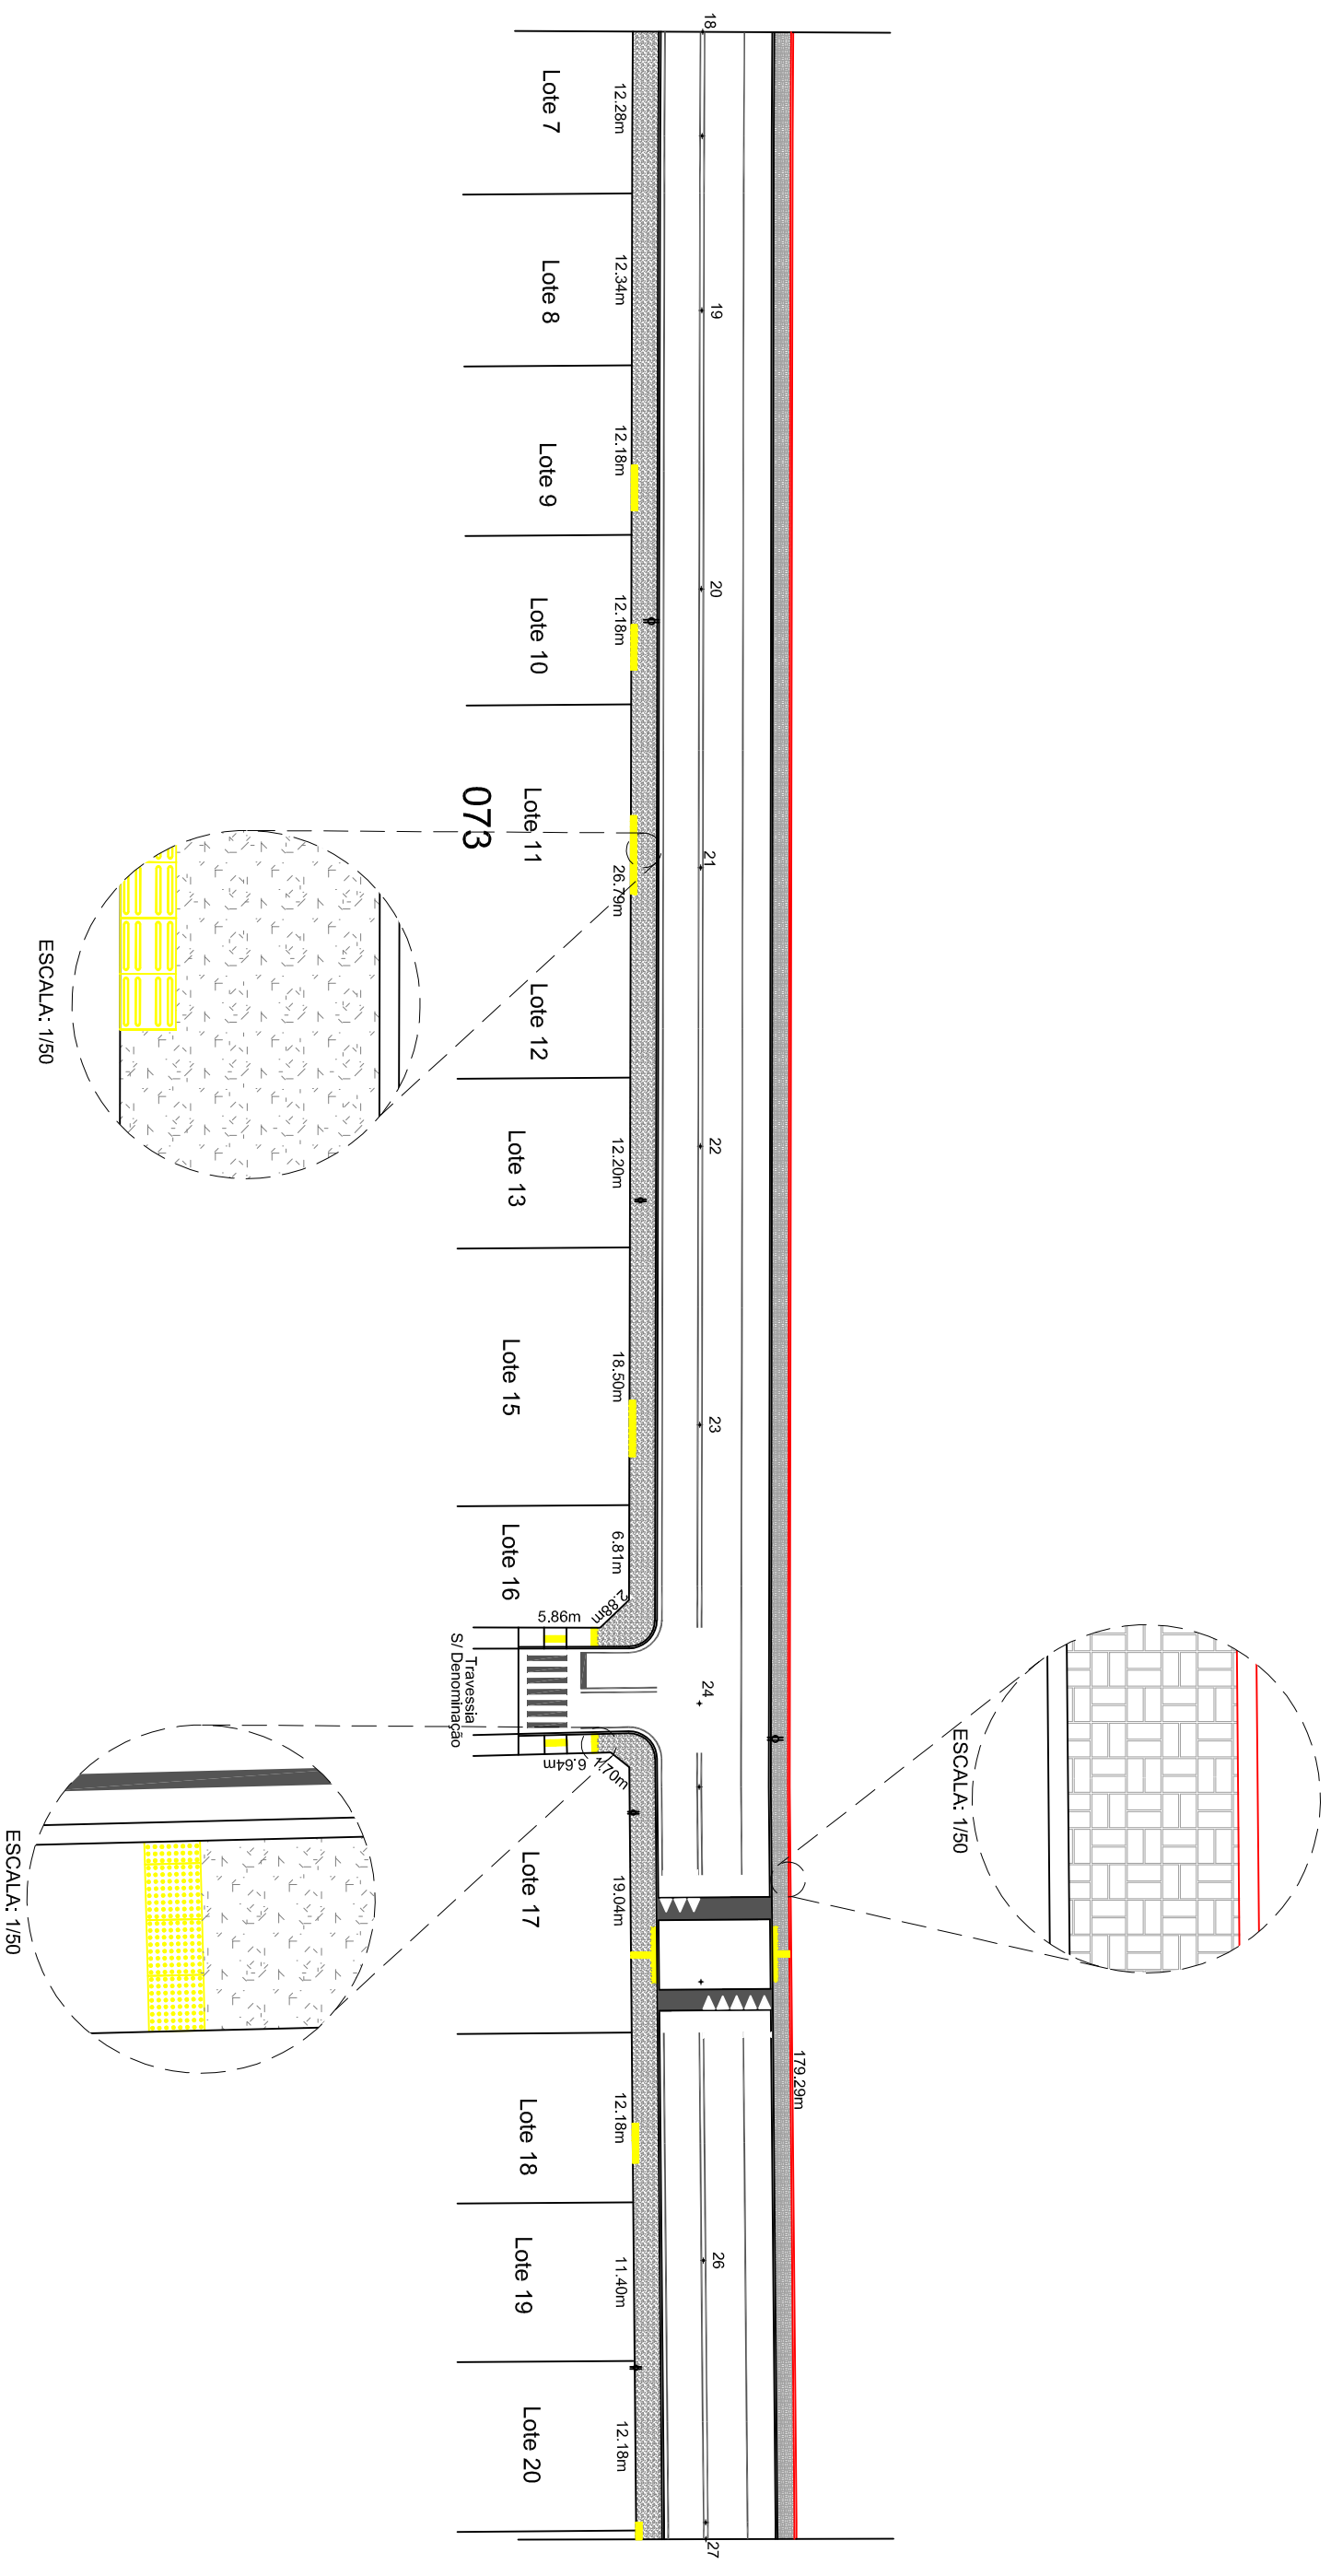 18
Lote 7
12.28m
Lote 8
12.34m
19
Lote 9
12.18m
Lote 10
12.18m
20
073
Lote 11
26.79m
21
ESCALA: 1/50
Lote 12
Lote 13
12.20m
22
Lote 15
18.50m
23
Lote 16
6.81m
2.88m
5.86m
Travessia
S/ Denominação
24
6.64m
1.70m
ESCALA: 1/50
ESCALA: 1/50
Lote 17
19.04m
179.29m
Lote 18
12.18m
Lote 19
11.40m
26
Lote 20
12.18m
27